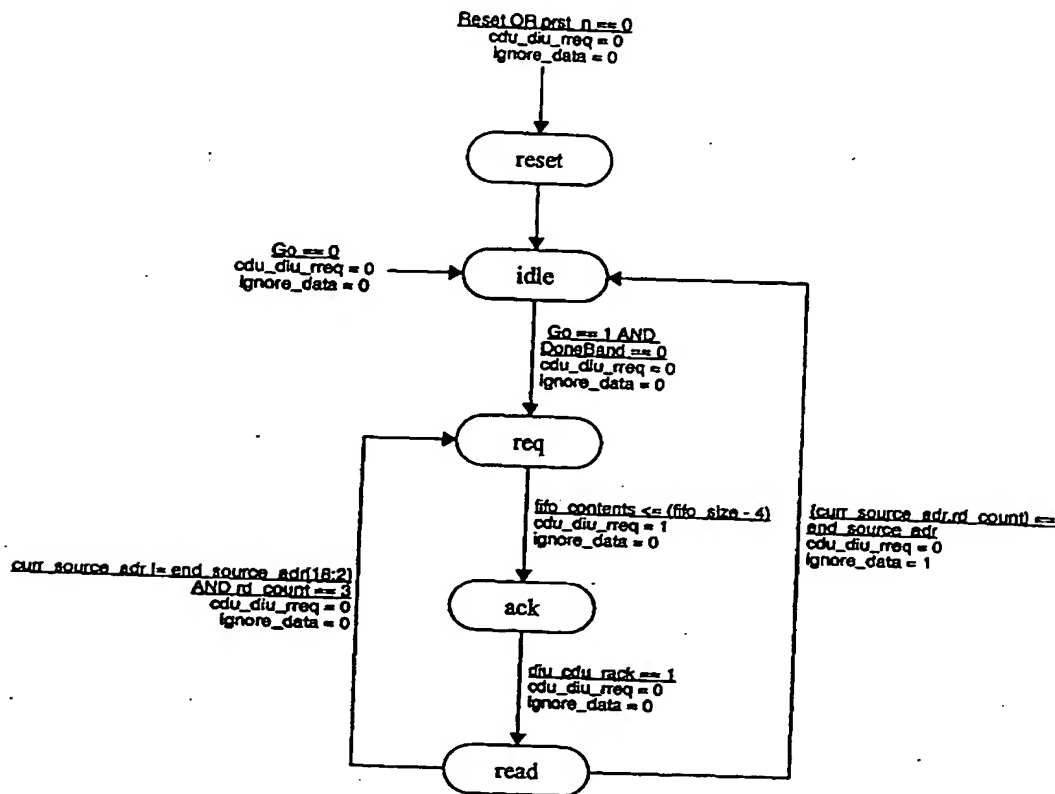 Reset OR prst_n == 0
cdu_diu_rreq = 0
ignore_data = 0
reset
Go == 0
cdu_diu_rreq = 0
ignore_data = 0
idle
Go == 1 AND
DoneBand == 0
cdu_diu_rreq = 0
ignore_data = 0
req
fifo_contents <= (fifo_size - 4)
cdu_diu_rreq = 1
ignore_data = 0
{curr_source_adr,rd_count) ==
end_source_adr
cdu_diu_rreq = 0
ignore_data = 1
curr_source_adr != end_source_adr[18:2]
AND rd_count == 3
cdu_diu_rreq = 0
ignore_data = 0
ack
diu_cdu_rack == 1
cdu_diu_rreq = 0
ignore_data = 0
read